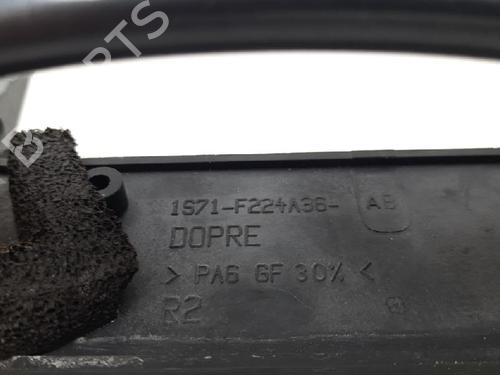 1S71-F224A36- AB
DOPRE
> PA6 GF 30% <
R2